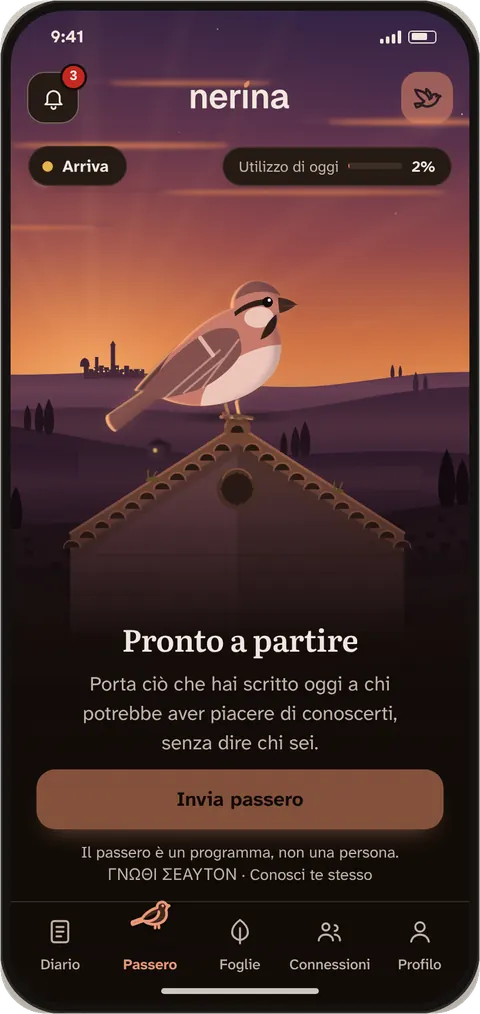 9:41
3
nerina
Arriva
Utilizzo di oggi 2%
Pronto a partire
Porta ciò che hai scritto oggi a chi
potrebbe aver piacere di conoscerti,
senza dire chi sei.
Invia passero
Il passero è un programma, non una persona.
ΓΝΩΘΙ ΣΕΑΥΤΟΝ · Conosci te stesso
Diario Passero Foglie Connessioni Profilo